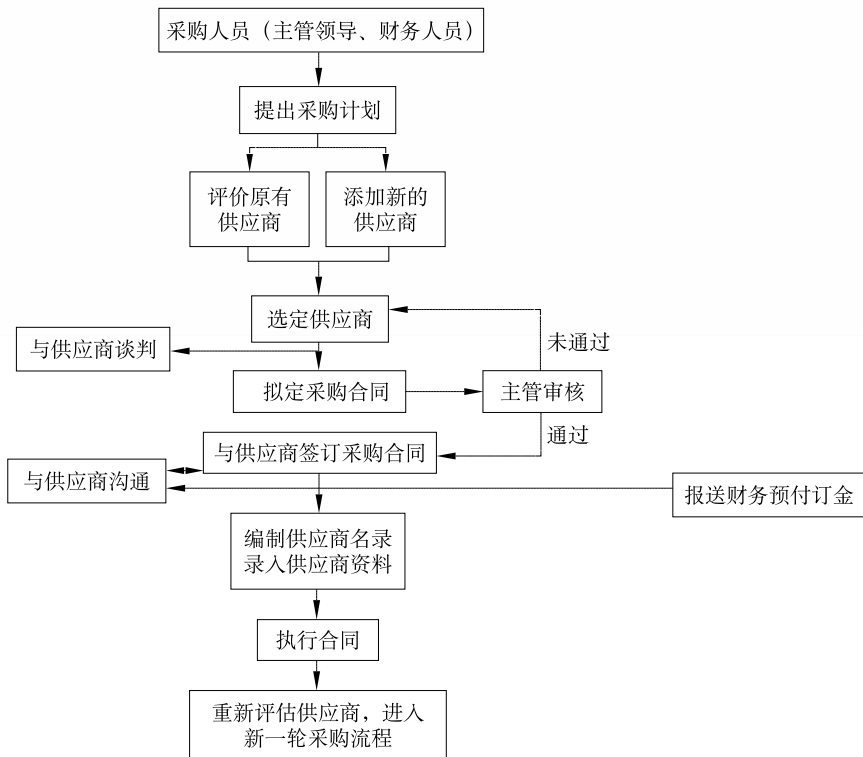 采购人员（主管领导、财务人员）
提出采购计划
评价原有
供应商
添加新的
供应商
选定供应商
未通过
与供应商谈判
拟定采购合同
主管审核
通过
与供应商签订采购合同
与供应商沟通
报送财务预付订金
编制供应商名录
录入供应商资料
执行合同
重新评估供应商，进入
新一轮采购流程